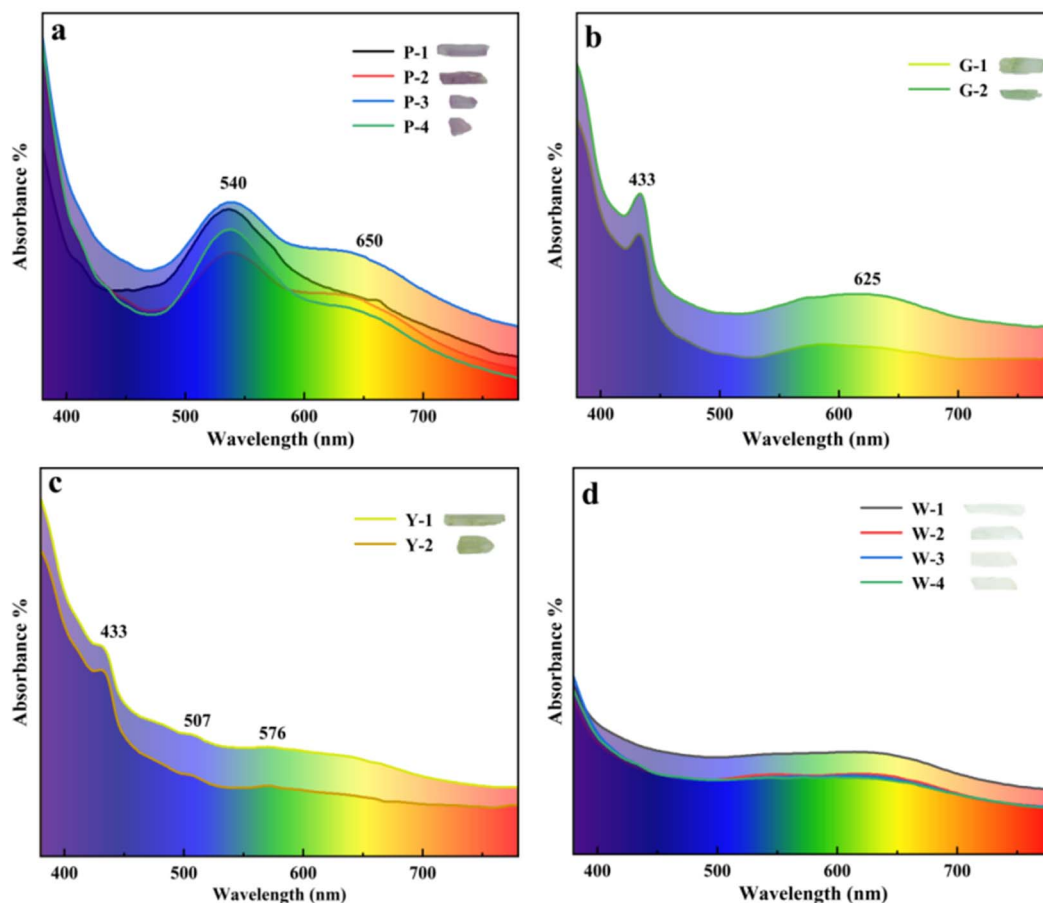 a
P-1
P-2
P-3
P-4
540
650
Absorbance %
400 500 600 700
Wavelength (nm)
b
G-1
G-2
433
625
Absorbance %
400 500 600 700
Wavelength (nm)
c
Y-1
Y-2
433
507
576
Absorbance %
400 500 600 700
Wavelength (nm)
d
W-1
W-2
W-3
W-4
Absorbance %
400 500 600 700
Wavelength (nm)